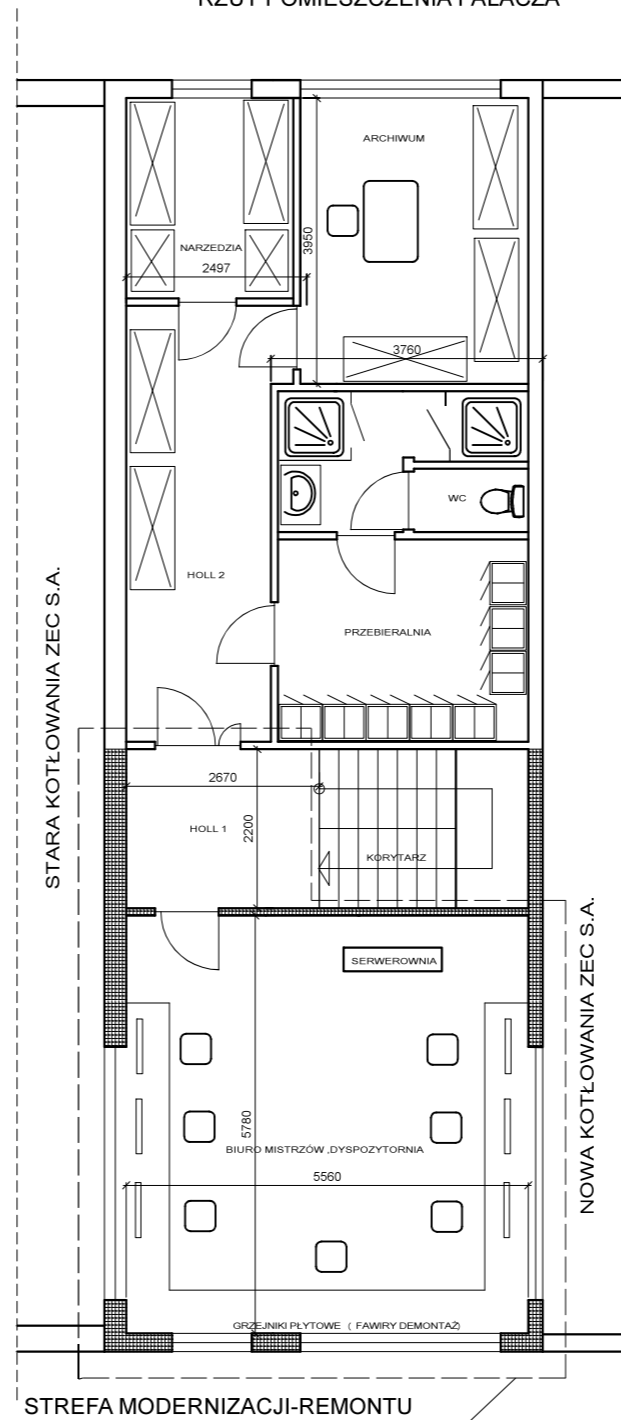 RZUT POMIESZCZENIA PALACZA
ARCHIWUM
NARZEDZIA
2497
3950
3760
WC
HOLL 2
PRZEBIERALNIA
STARA KOTŁOWANIA ZEC S.A.
2670
HOLL 1
2200
KORYTARZ
SERWEROWNIA
NOWA KOTŁOWANIA ZEC S.A.
5780
BIURO MISTRZÓW ,DYSPOZYTORNIA
5560
GRZEJNIKI PŁYTOWE ( FAWIRY DEMONTAŻ)
STREFA MODERNIZACJI-REMONTU